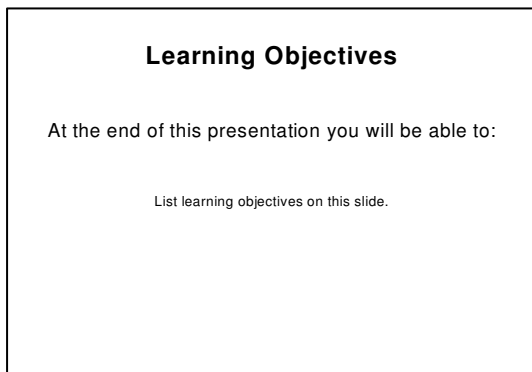 Learning Objectives
At the end of this presentation you will be able to:
List learning objectives on this slide.